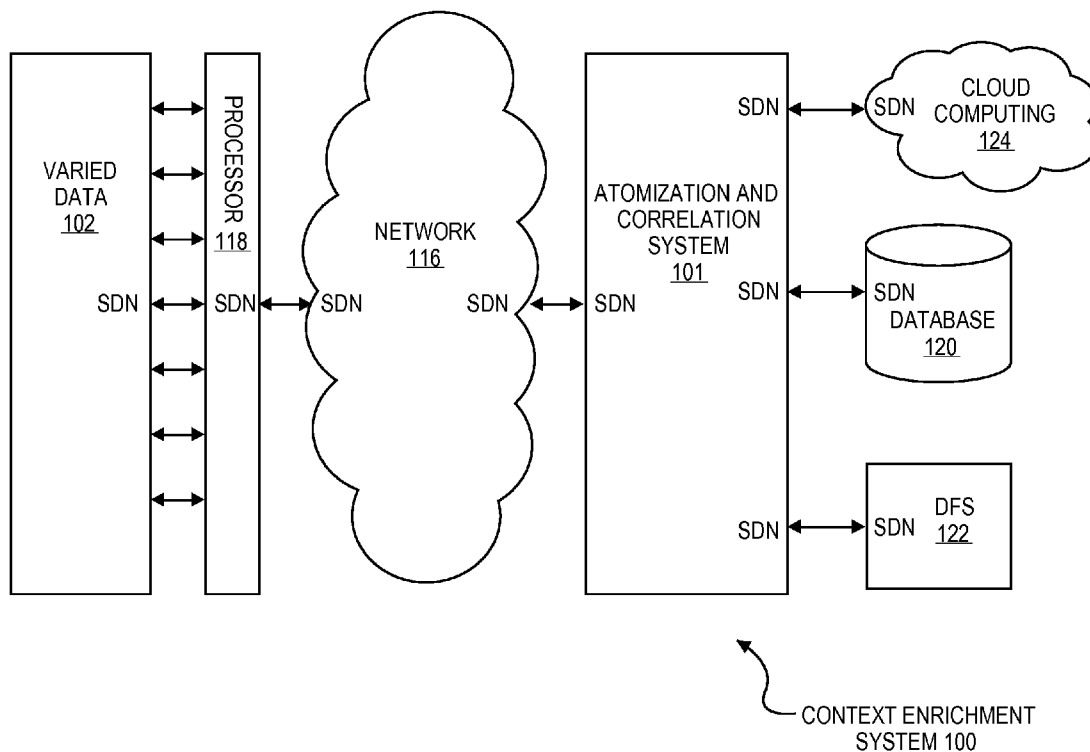 VARIED
DATA
102
SDN
PROCESSOR
118
SDN
NETWORK
116
SDN
SDN
ATOMIZATION AND
CORRELATION
SYSTEM
101
SDN
SDN
SDN
SDN
SDN
CLOUD
COMPUTING
124
SDN
DATABASE
120
SDN
DFS
122
CONTEXT ENRICHMENT
SYSTEM 100